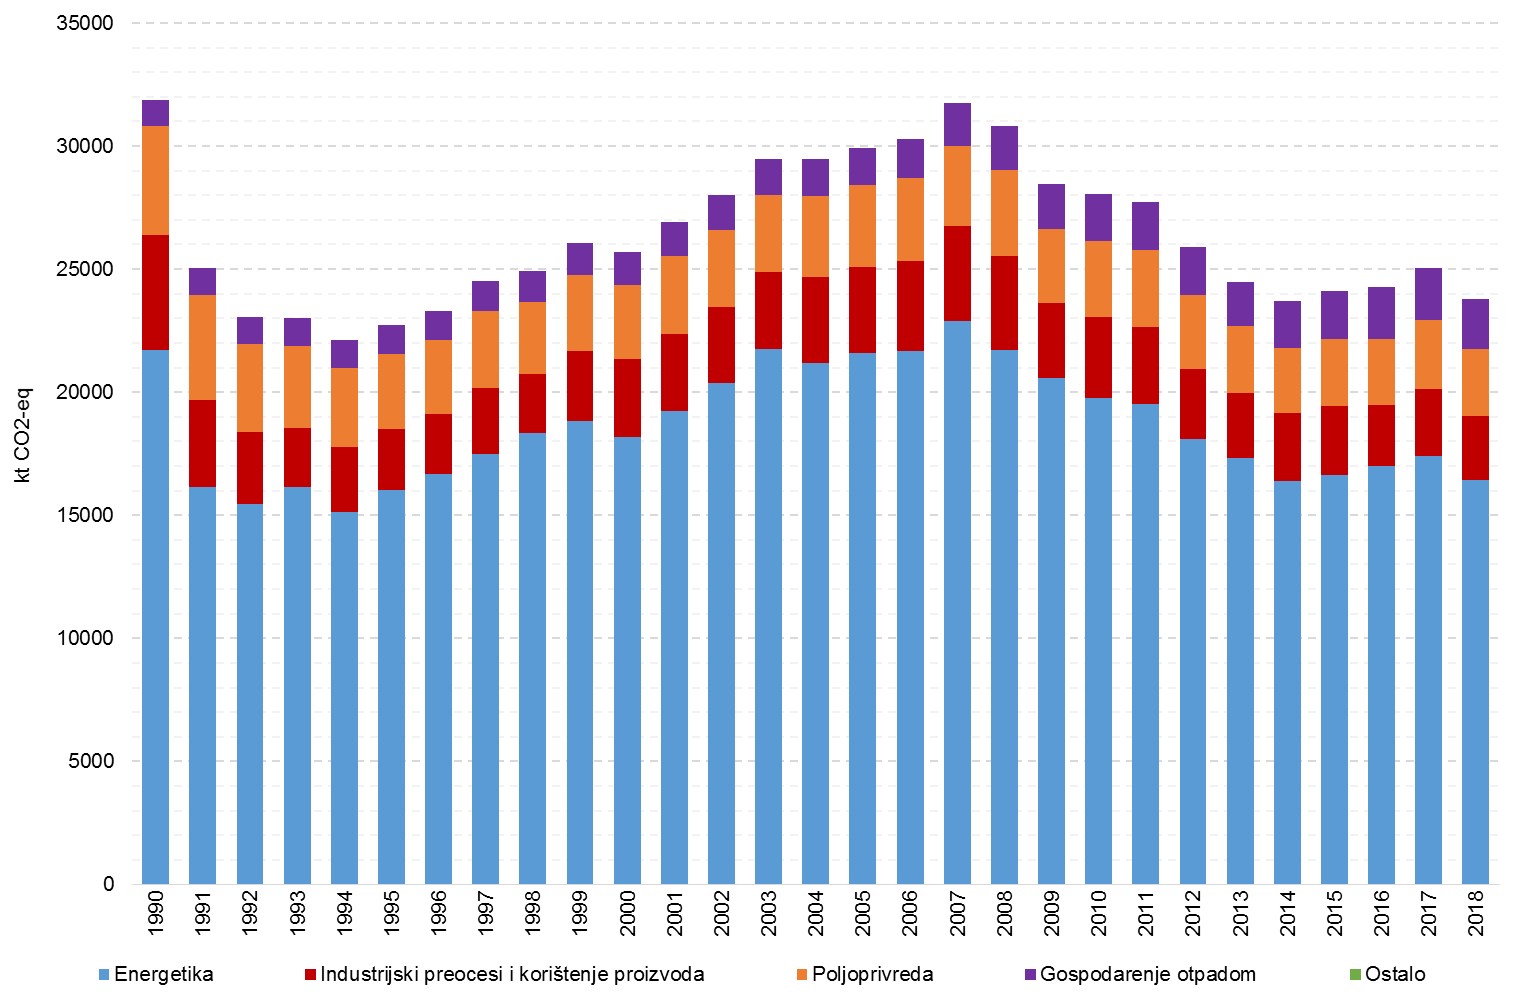 35000
30000
25000
20000
15000
10000
5000
0
kt CO2-eq
1990 1991 1992 1993 1994 1995 1996 1997 1998 1999 2000 2001 2002 2003 2004 2005 2006 2007 2008 2009 2010 2011 2012 2013 2014 2015 2016 2017 2018
Energetika Industrijski preocesi i korištenje proizvoda Poljoprivreda Gospodarenje otpadom Ostalo